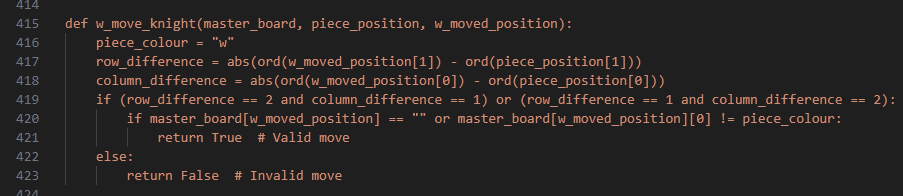 414
415 def w_move_knight(master_board, piece_position, w_moved_position):
416     piece_colour = "w"
417     row_difference = abs(ord(w_moved_position[1]) - ord(piece_position[1]))
418     column_difference = abs(ord(w_moved_position[0]) - ord(piece_position[0]))
419     if (row_difference == 2 and column_difference == 1) or (row_difference == 1 and column_difference == 2):
420         if master_board[w_moved_position] == "" or master_board[w_moved_position][0] != piece_colour:
421             return True  # Valid move
422     else:
423         return False  # Invalid move
424